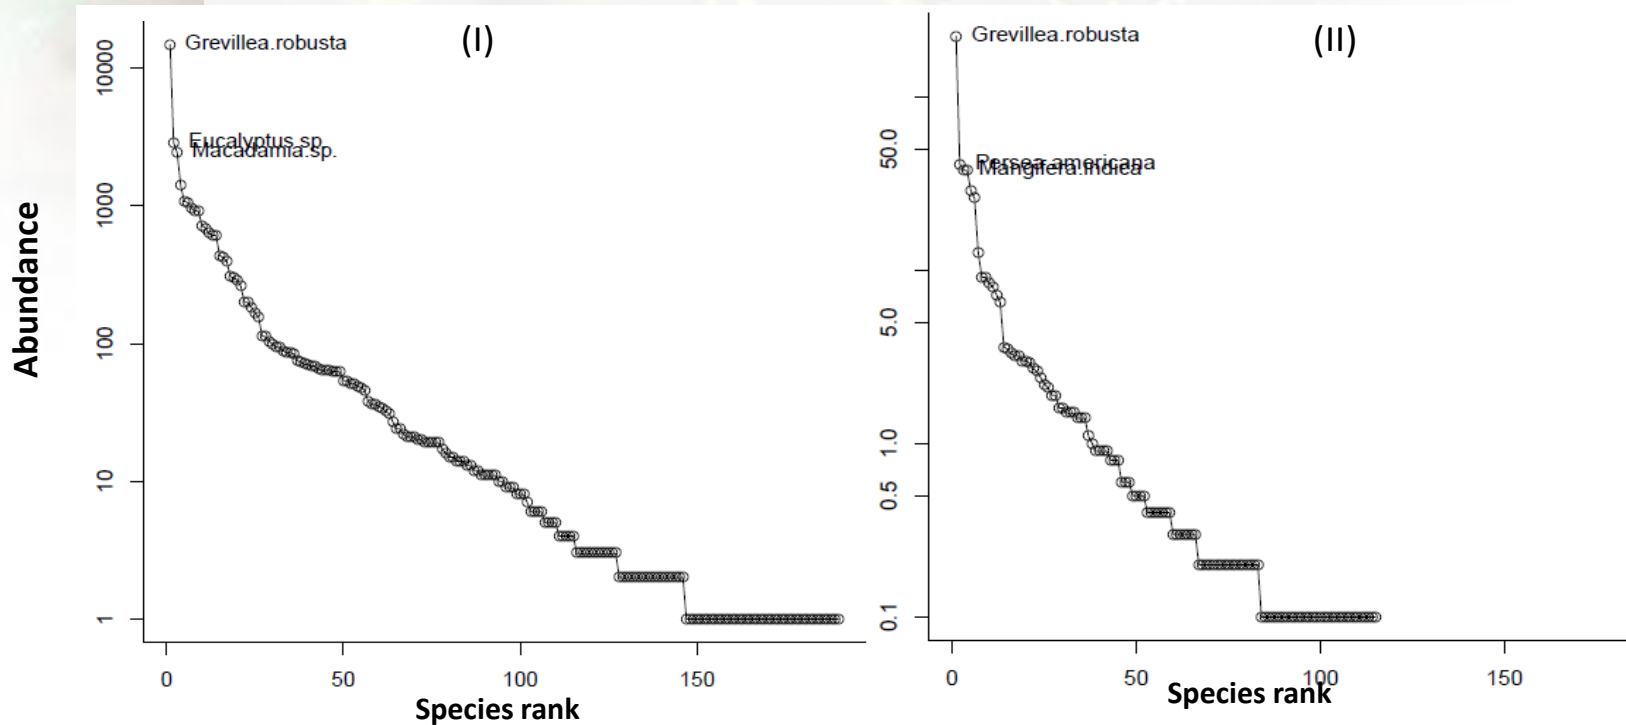 (I)
Grevillea.robusta
Eucalyptus.sp.
Macadamia.sp.
10000
1000
100
10
1
0
50
100
150
Abundance
Species rank
(II)
Grevillea.robusta
Persea.americana
Mangifera.indica
50.0
5.0
1.0
0.5
0.1
0
50
100
150
Species rank